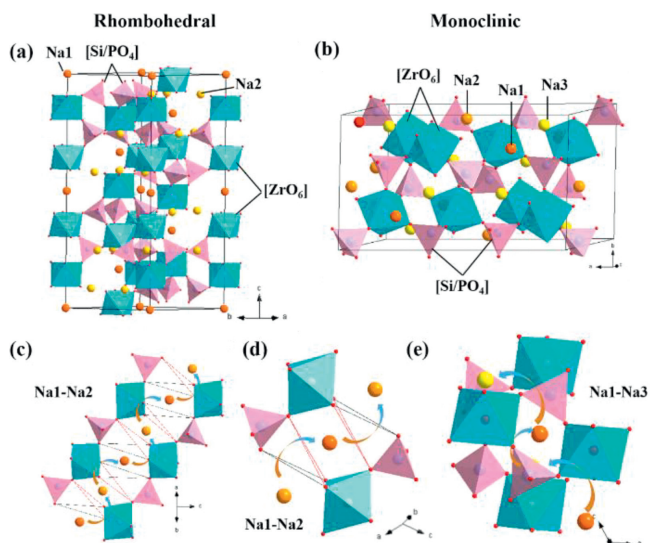 Rhombohedral
Monoclinic
(a)
Na1
[Si/PO₄]
Na2
[ZrO₆]
b
c
a
(b)
[ZrO₆]
Na2
Na1
Na3
[Si/PO₄]
b
a
c
(c)
Na1-Na2
a
c
b
(d)
Na1-Na2
b
a
c
(e)
Na1-Na3
c